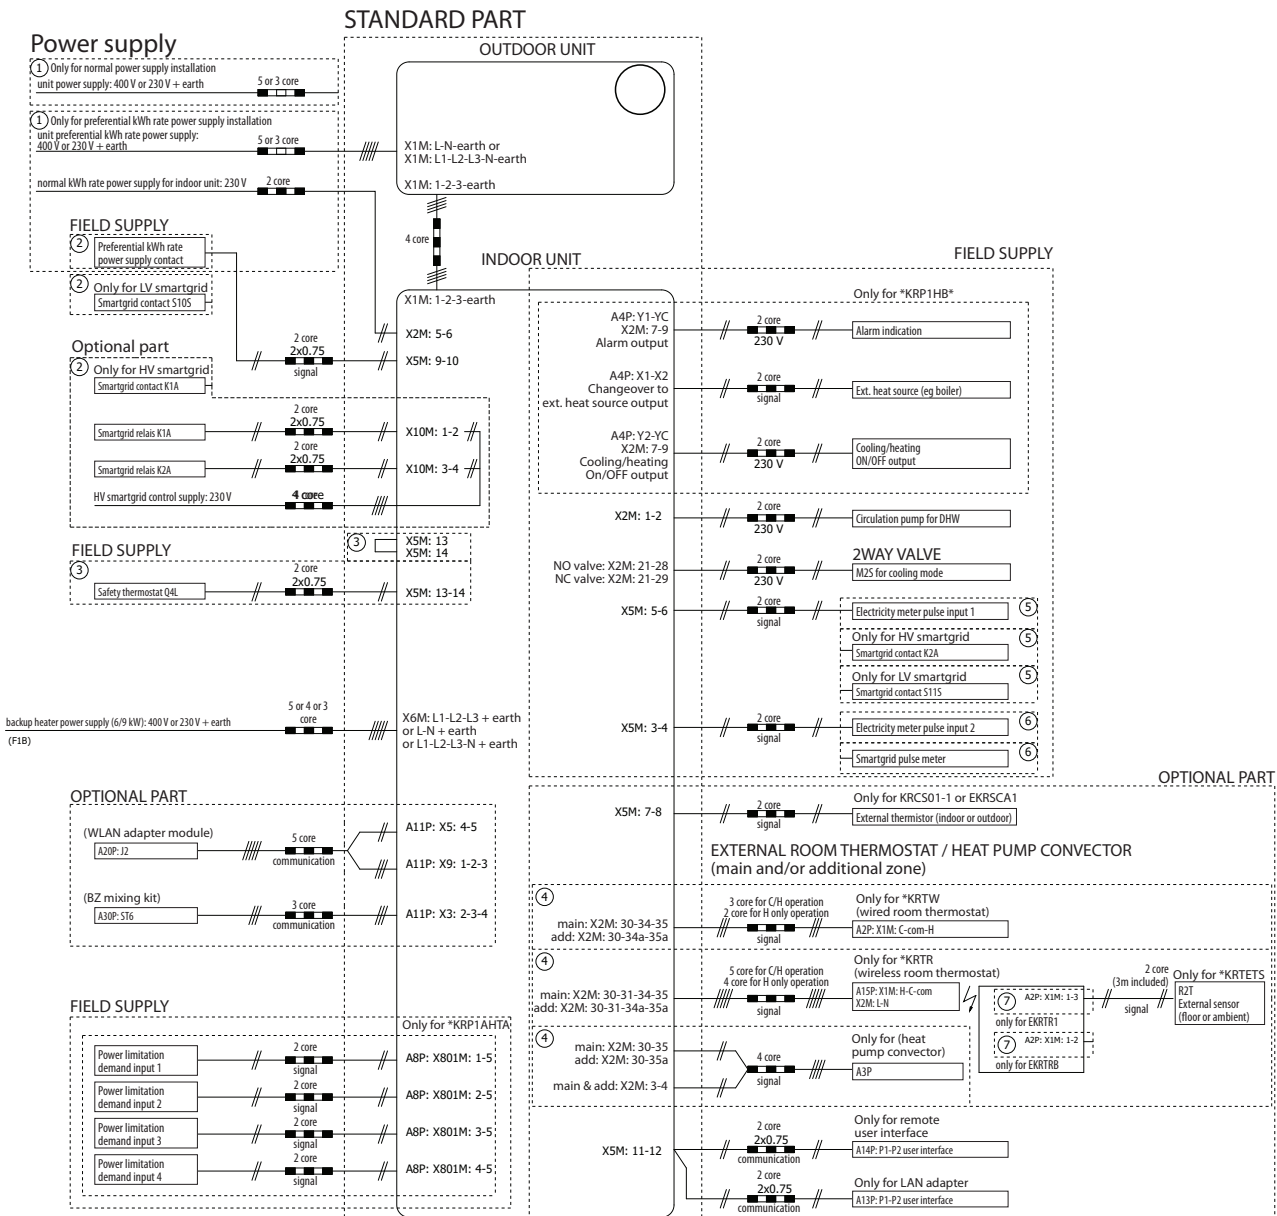 STANDARD PART
Power supply
OUTDOOR UNIT
1 Only for normal power supply installation
unit power supply: 400 V or 230 V + earth
5 or 3 core
1 Only for preferential kWh rate power supply installation
unit preferential kWh rate power supply:
400 V or 230 V + earth
5 or 3 core
X1M: L-N-earth or
X1M: L1-L2-L3-N-earth
normal kWh rate power supply for indoor unit: 230 V
2 core
X1M: 1-2-3-earth
4 core
FIELD SUPPLY
2 Preferential kWh rate
power supply contact
2 Only for LV smartgrid
Smartgrid contact S10S
INDOOR UNIT
X1M: 1-2-3-earth
X2M: 5-6
2 core
2x0.75
signal
X5M: 9-10
Optional part
2 Only for HV smartgrid
Smartgrid contact K1A
Smartgrid relais K1A
2 core
2x0.75
X10M: 1-2
Smartgrid relais K2A
2 core
2x0.75
X10M: 3-4
HV smartgrid control supply: 230 V
4 core
3
X5M: 13
X5M: 14
FIELD SUPPLY
3
Safety thermostat Q4L
2 core
2x0.75
X5M: 13-14
backup heater power supply (6/9 kW): 400 V or 230 V + earth
(F1B)
5 or 4 or 3
core
X6M: L1-L2-L3 + earth
or L-N + earth
or L1-L2-L3-N + earth
OPTIONAL PART
(WLAN adapter module)
A20P: J2
5 core
communication
A11P: X5: 4-5
A11P: X9: 1-2-3
(BZ mixing kit)
A30P: ST6
3 core
communication
A11P: X3: 2-3-4
FIELD SUPPLY
Only for *KRP1AHTA
Power limitation
demand input 1
2 core
signal
A8P: X801M: 1-5
Power limitation
demand input 2
2 core
signal
A8P: X801M: 2-5
Power limitation
demand input 3
2 core
signal
A8P: X801M: 3-5
Power limitation
demand input 4
2 core
signal
A8P: X801M: 4-5
FIELD SUPPLY
Only for *KRP1HB*
A4P: Y1-YC
X2M: 7-9
Alarm output
2 core
230 V
Alarm indication
A4P: X1-X2
Changeover to
ext. heat source output
2 core
signal
Ext. heat source (eg boiler)
A4P: Y2-YC
X2M: 7-9
Cooling/heating
On/OFF output
2 core
230 V
Cooling/heating
ON/OFF output
X2M: 1-2
2 core
230 V
Circulation pump for DHW
NO valve: X2M: 21-28
NC valve: X2M: 21-29
2 core
230 V
2WAY VALVE
M2S for cooling mode
X5M: 5-6
2 core
signal
Electricity meter pulse input 1
5
Only for HV smartgrid
5
Smartgrid contact K2A
Only for LV smartgrid
5
Smartgrid contact S11S
X5M: 3-4
2 core
signal
Electricity meter pulse input 2
6
Smartgrid pulse meter
6
OPTIONAL PART
X5M: 7-8
2 core
signal
Only for KRCS01-1 or EKRSCA1
External thermistor (indoor or outdoor)
EXTERNAL ROOM THERMOSTAT / HEAT PUMP CONVECTOR
(main and/or additional zone)
4
main: X2M: 30-34-35
add: X2M: 30-34a-35a
3 core for C/H operation
2 core for H only operation
signal
Only for *KRTW
(wired room thermostat)
A2P: X1M: C-com-H
4
main: X2M: 30-31-34-35
add: X2M: 30-31-34a-35a
5 core for C/H operation
4 core for H only operation
signal
Only for *KRTR
(wireless room thermostat)
A15P: X1M: H-C-com
X2M: L-N
7 A2P: X1M: 1-3
only for EKRTR1
7 A2P: X1M: 1-2
only for EKRTRB
2 core
(3m included)
signal
Only for *KRTETS
R2T
External sensor
(floor or ambient)
4
main: X2M: 30-35
add: X2M: 30-35a
main & add: X2M: 3-4
4 core
signal
Only for (heat
pump convector)
A3P
X5M: 11-12
2 core
2x0.75
communication
Only for remote
user interface
A14P: P1-P2 user interface
2 core
2x0.75
communication
Only for LAN adapter
A13P: P1-P2 user interface